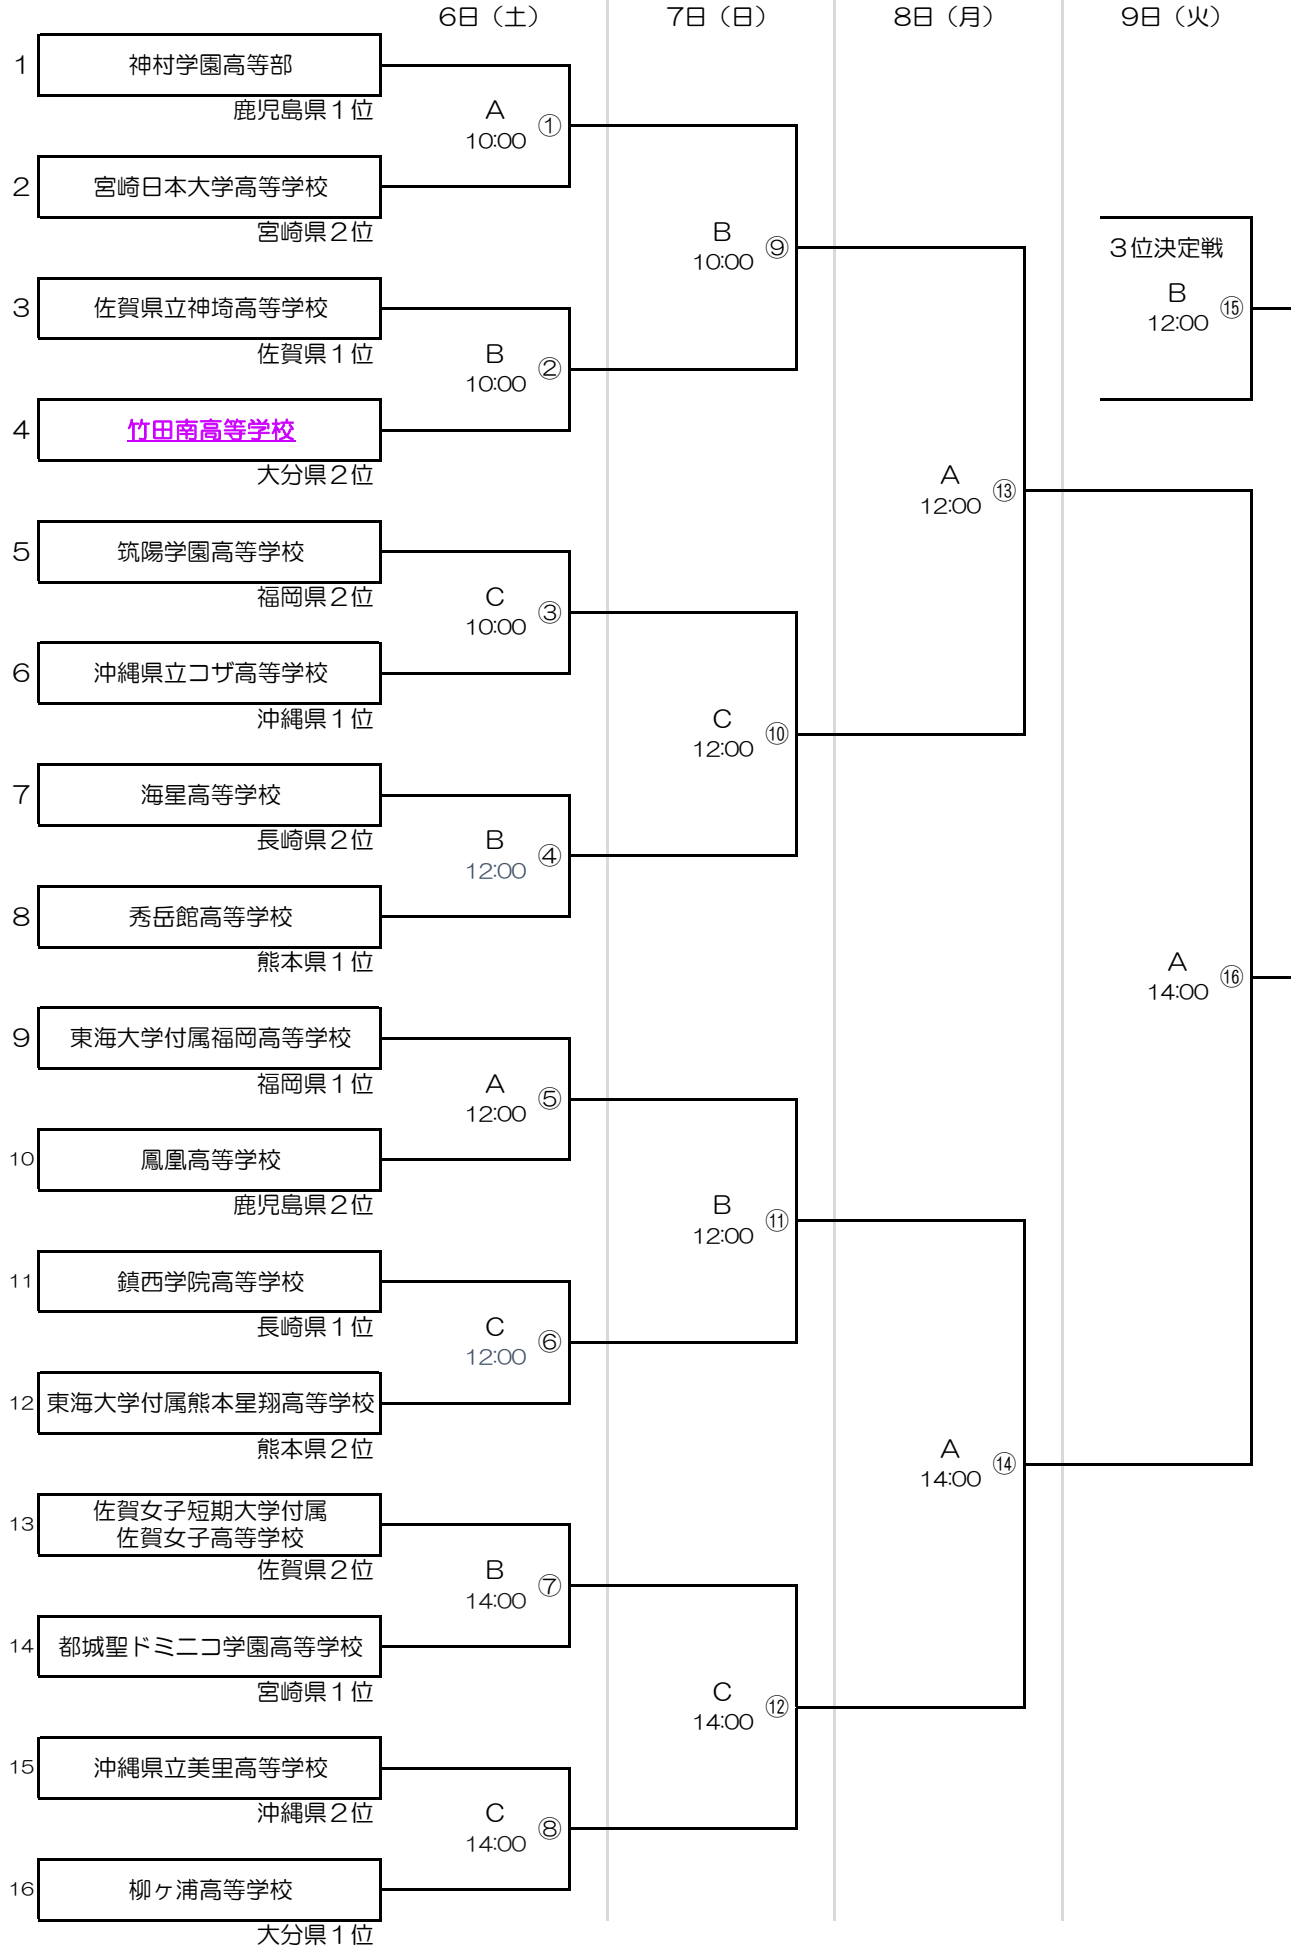 6日（土） 7日（日） 8日（月） 9日（火）
1 神村学園高等部
鹿児島県１位
A
10:00 ①
2 宮崎日本大学高等学校
宮崎県２位
B
10:00 ⑨
3 佐賀県立神埼高等学校
佐賀県１位
B
10:00 ②
4 竹田南高等学校
大分県２位
３位決定戦
B
12:00 ⑮
A
12:00 ⑬
5 筑陽学園高等学校
福岡県２位
C
10:00 ③
6 沖縄県立コザ高等学校
沖縄県１位
C
12:00 ⑩
7 海星高等学校
長崎県２位
B
12:00 ④
8 秀岳館高等学校
熊本県１位
A
14:00 ⑯
9 東海大学付属福岡高等学校
福岡県１位
A
12:00 ⑤
10 鳳凰高等学校
鹿児島県２位
B
12:00 ⑪
11 鎮西学院高等学校
長崎県１位
C
12:00 ⑥
12 東海大学付属熊本星翔高等学校
熊本県２位
A
14:00 ⑭
13 佐賀女子短期大学付属
佐賀女子高等学校
佐賀県２位
B
14:00 ⑦
14 都城聖ドミニコ学園高等学校
宮崎県１位
C
14:00 ⑫
15 沖縄県立美里高等学校
沖縄県２位
C
14:00 ⑧
16 柳ヶ浦高等学校
大分県１位